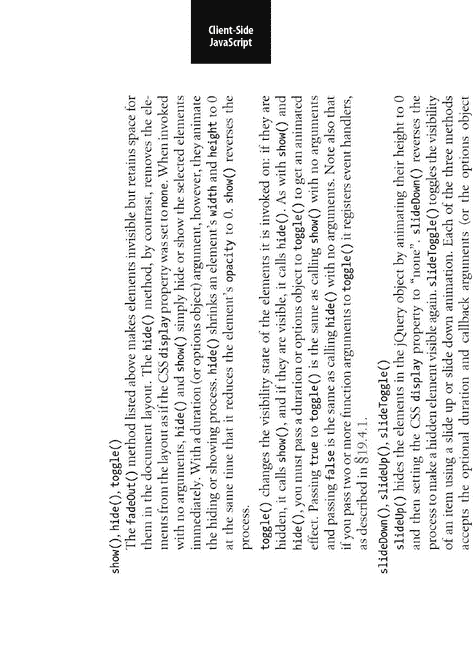 Client-Side
JavaScript
show(), hide(), toggle()
The fadeOut() method listed above makes elements invisible but retains space for
them in the document layout. The hide() method, by contrast, removes the ele-
ments from the layout as if the CSS display property was set to none. When invoked
with no arguments, hide() and show() simply hide or show the selected elements
immediately. With a duration (or options object) argument, however, they animate
the hiding or showing process. hide() shrinks an element's width and height to 0
at the same time that it reduces the element's opacity to 0. show() reverses the
process.
toggle() changes the visibility state of the elements it is invoked on: if they are
hidden, it calls show(), and if they are visible, it calls hide(). As with show() and
hide(), you must pass a duration or options object to toggle() to get an animated
effect. Passing true to toggle() is the same as calling show() with no arguments
and passing false is the same as calling hide() with no arguments. Note also that
if you pass two or more function arguments to toggle() it registers event handlers,
as described in §19.4.1.
slideDown(), slideUp(), slideToggle()
slideUp() hides the elements in the jQuery object by animating their height to 0
and then setting the CSS display property to “none”. slideDown() reverses the
process to make a hidden element visible again. slideToggle() toggles the visibility
of an item using a slide up or slide down animation. Each of the three methods
accepts the optional duration and callback arguments (or the options object